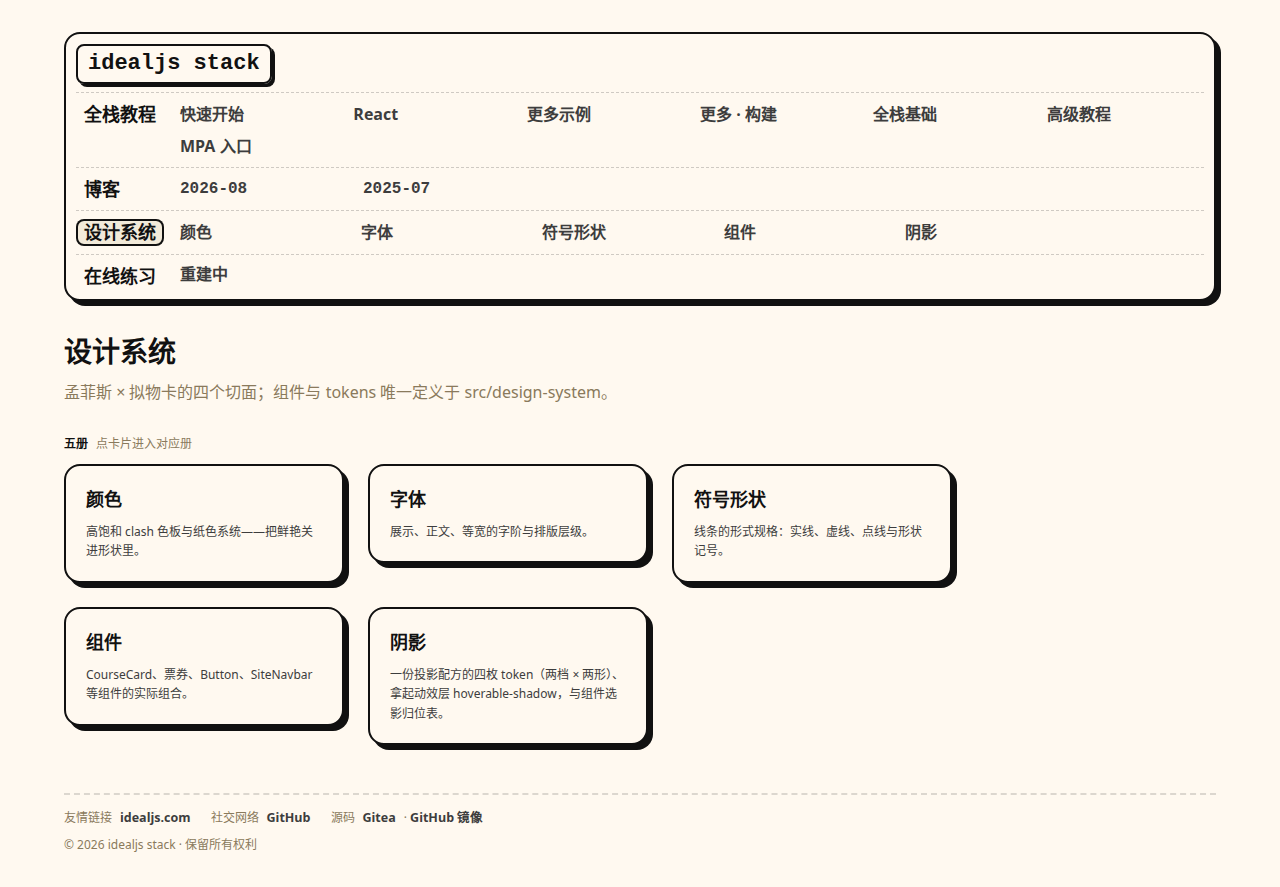 idealjs stack
全栈教程 快速开始 React 更多示例 更多 · 构建 全栈基础 高级教程
MPA 入口
博客 2026-08 2025-07
设计系统 颜色 字体 符号形状 组件 阴影
在线练习 重建中
设计系统
孟菲斯 × 拟物卡的四个切面；组件与 tokens 唯一定义于 src/design-system。
五册 点卡片进入对应册
颜色
高饱和 clash 色板与纸色系统——把鲜艳关
进形状里。
字体
展示、正文、等宽的字阶与排版层级。
符号形状
线条的形式规格：实线、虚线、点线与形状
记号。
组件
CourseCard、票券、Button、SiteNavbar
等组件的实际组合。
阴影
一份投影配方的四枚 token（两档 × 两形）、
拿起动效层 hoverable-shadow，与组件选
影归位表。
友情链接 idealjs.com 社交网络 GitHub 源码 Gitea · GitHub 镜像
© 2026 idealjs stack · 保留所有权利